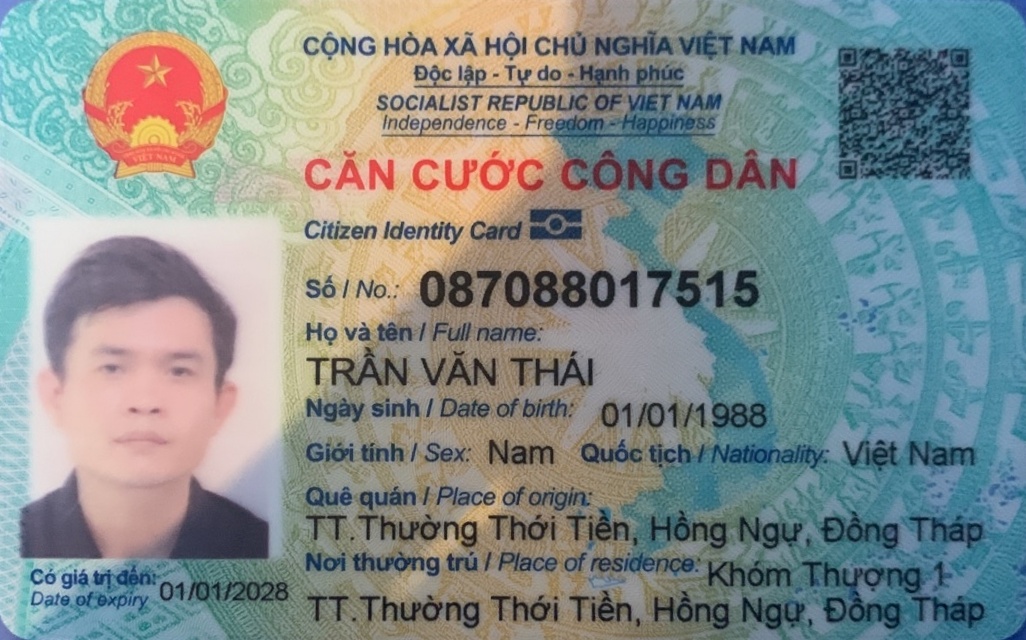 CỘNG HÒA XÃ HỘI CHỦ NGHĨA VIỆT NAM
Độc lập - Tự do - Hạnh phúc
SOCIALIST REPUBLIC OF VIET NAM
Independence - Freedom - Happiness
VIỆT NAM
CĂN CƯỚC CÔNG DÂN
Citizen Identity Card
Số / No.: 087088017515
Họ và tên / Full name:
TRẦN VĂN THÁI
Ngày sinh / Date of birth: 01/01/1988
Giới tính / Sex: Nam Quốc tịch / Nationality: Việt Nam
Quê quán / Place of origin:
TT.Thường Thới Tiền, Hồng Ngự, Đồng Tháp
Nơi thường trú / Place of residence: Khóm Thượng 1
TT.Thường Thới Tiền, Hồng Ngự, Đồng Tháp
Có giá trị đến: 01/01/2028
Date of expiry